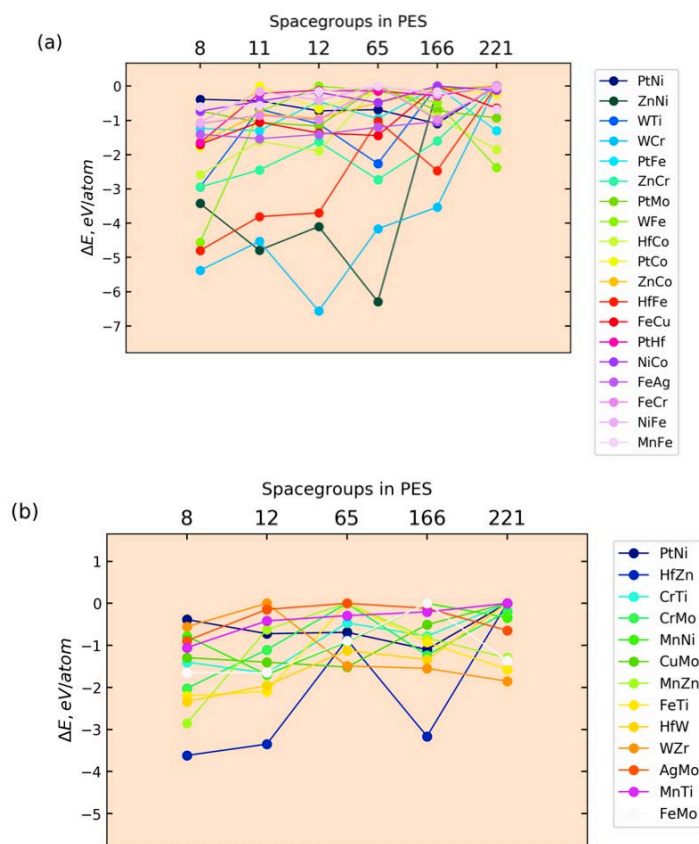 (a)
Spacegroups in PES
8 11 12 65 166 221
0
−1
−2
−3
−4
−5
−6
−7
ΔE, eV/atom
PtNi
ZnNi
WTi
WCr
PtFe
ZnCr
PtMo
WFe
HfCo
PtCo
ZnCo
HfFe
FeCu
PtHf
NiCo
FeAg
FeCr
NiFe
MnFe
(b)
Spacegroups in PES
8 12 65 166 221
1
0
−1
−2
−3
−4
−5
ΔE, eV/atom
PtNi
HfZn
CrTi
CrMo
MnNi
CuMo
MnZn
FeTi
HfW
WZr
AgMo
MnTi
FeMo